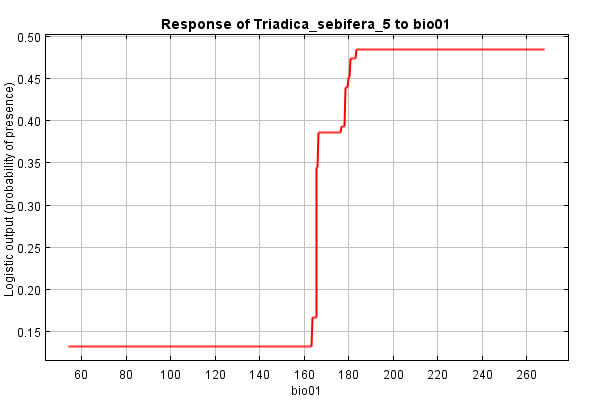 Response of Triadica_sebifera_5 to bio01
Logistic output (probability of presence)
0.50
0.45
0.40
0.35
0.30
0.25
0.20
0.15
60 80 100 120 140 160 180 200 220 240 260
bio01